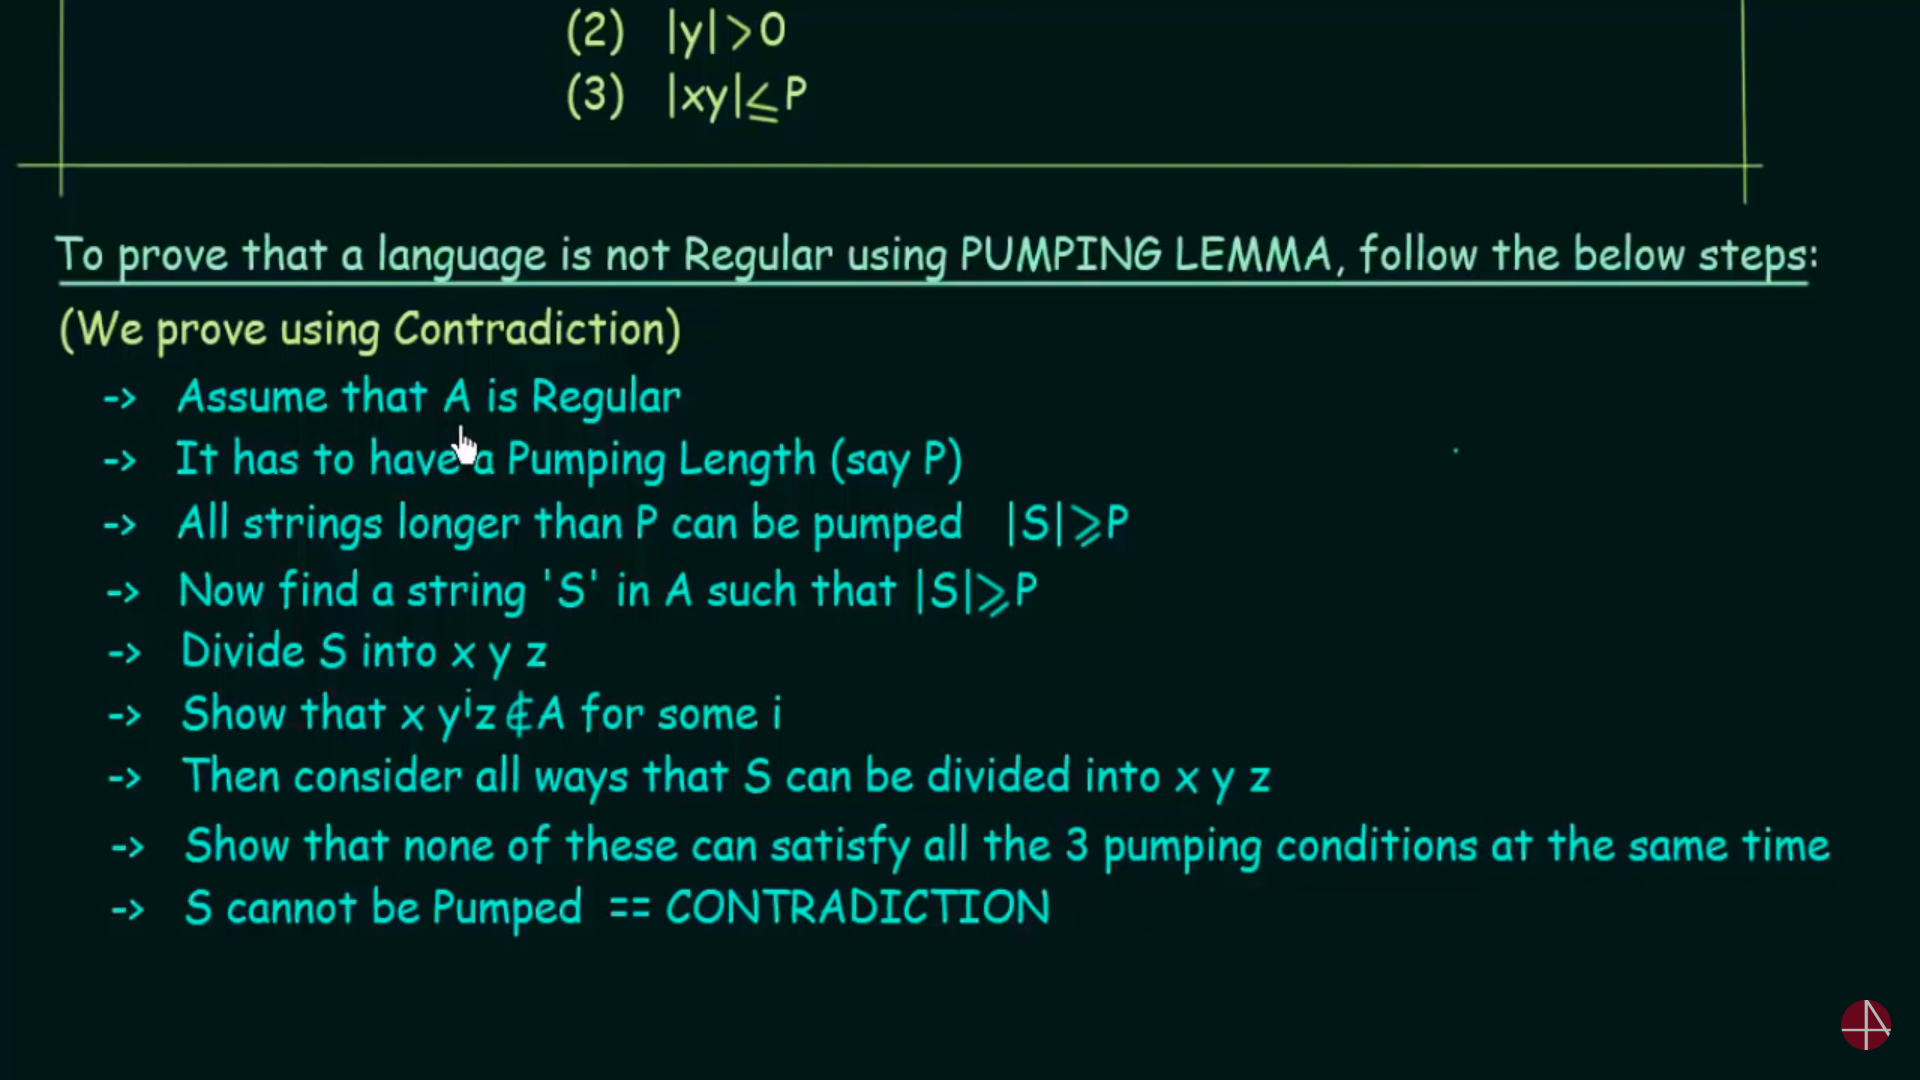 (2) |y| > 0
(3) |xy| ⩽ P
To prove that a language is not Regular using PUMPING LEMMA, follow the below steps:
(We prove using Contradiction)
-> Assume that A is Regular
-> It has to have a Pumping Length (say P)
-> All strings longer than P can be pumped |S| ⩾ P
-> Now find a string 'S' in A such that |S| ⩾ P
-> Divide S into x y z
-> Show that x yⁱz ∉ A for some i
-> Then consider all ways that S can be divided into x y z
-> Show that none of these can satisfy all the 3 pumping conditions at the same time
-> S cannot be Pumped == CONTRADICTION